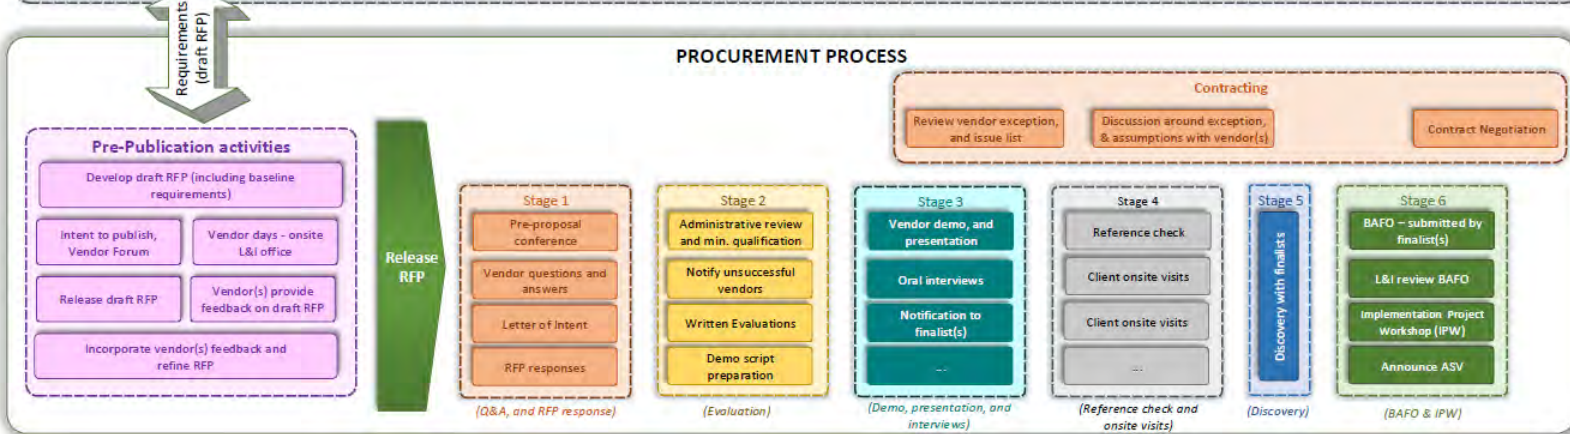 Requirements
(draft RFP)
PROCUREMENT PROCESS
Contracting
Review vendor exception,
and issue list
Discussion around exception,
& assumptions with vendor(s)
Contract Negotiation
Pre-Publication activities
Develop draft RFP (including baseline
requirements)
Intent to publish,
Vendor Forum
Vendor days - onsite
L&I office
Release draft RFP
Vendor(s) provide
feedback on draft RFP
Incorporate vendor(s) feedback and
refine RFP
Release
RFP
Stage 1
Pre-proposal
conference
Vendor questions and
answers
Letter of Intent
RFP responses
(Q&A, and RFP response)
Stage 2
Administrative review
and min. qualification
Notify unsuccessful
vendors
Written Evaluations
Demo script
preparation
(Evaluation)
Stage 3
Vendor demo, and
presentation
Oral interviews
Notification to
finalist(s)
...
(Demo, presentation, and
interviews)
Stage 4
Reference check
Client onsite visits
Client onsite visits
...
(Reference check and
onsite visits)
Stage 5
Discovery with finalists
(Discovery)
Stage 6
BAFO – submitted by
finalist(s)
L&I review BAFO
Implementation Project
Workshop (IPW)
Announce ASV
(BAFO & IPW)